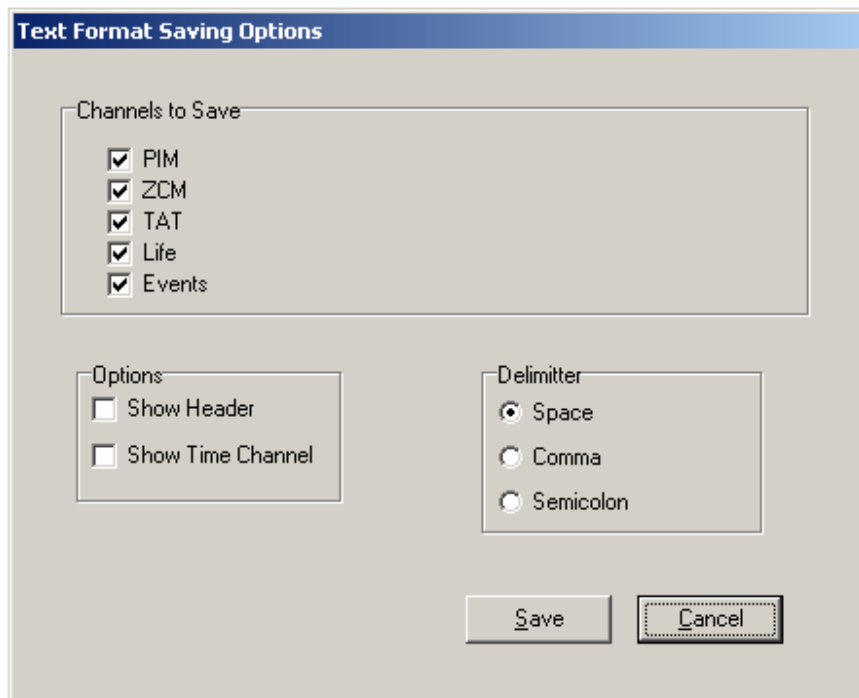 Text Format Saving Options
Channels to Save
PIM
ZCM
TAT
Life
Events
Options
Show Header
Show Time Channel
Delimitter
Space
Comma
Semicolon
Save
Cancel